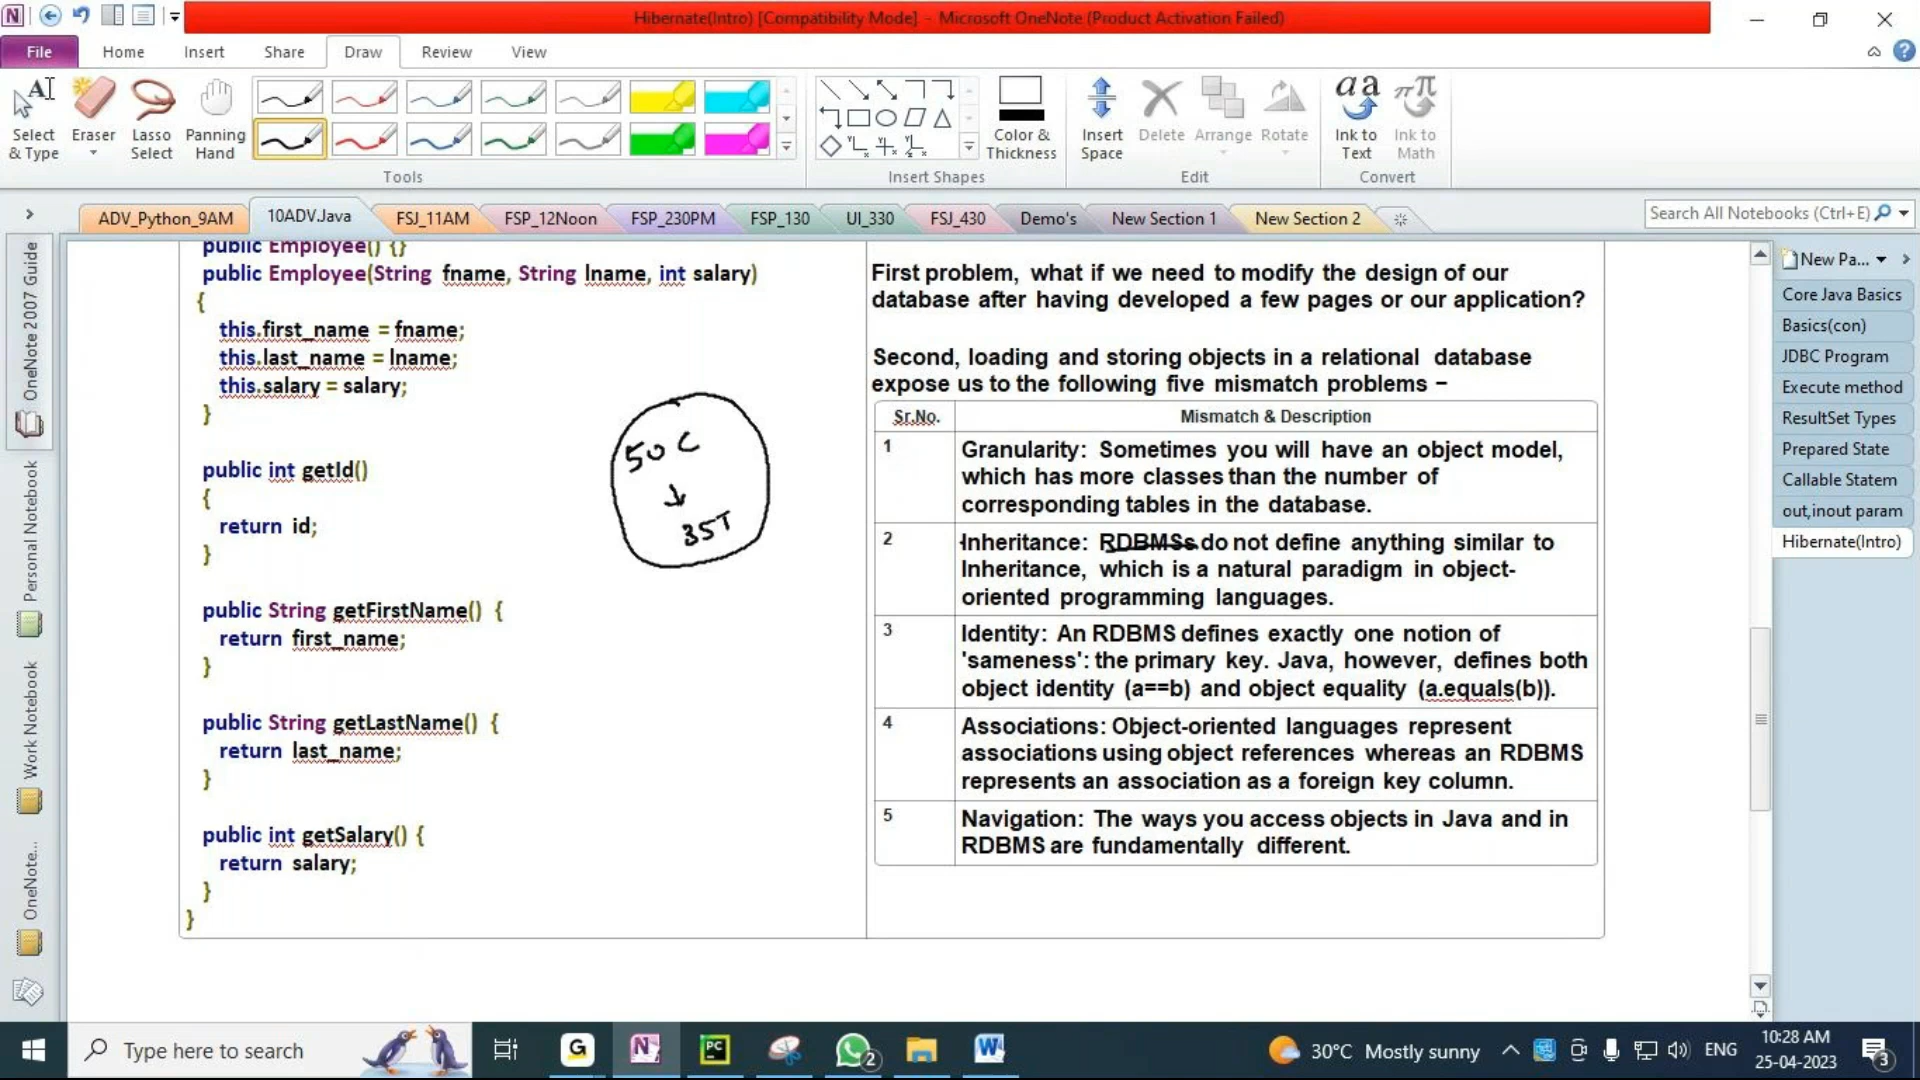 Hibernate(Intro) [Compatibility Mode] - Microsoft OneNote (Product Activation Failed)
File Home Insert Share Draw Review View
Select & Type
Eraser
Lasso Select
Panning Hand
Tools
Insert Shapes
Color & Thickness
Insert Space
Delete
Arrange
Rotate
Edit
Ink to Text
Ink to Math
Convert
ADV_Python_9AM 10ADV.Java FSJ_11AM FSP_12Noon FSP_230PM FSP_130 UI_330 FSJ_430 Demo's New Section 1 New Section 2
Search All Notebooks (Ctrl+E)
OneNote 2007 Guide
Personal Notebook
Work Notebook
OneNote...
public Employee() {}
public Employee(String fname, String lname, int salary)
{
this.first_name = fname;
this.last_name = lname;
this.salary = salary;
}
public int getId()
{
return id;
}
public String getFirstName() {
return first_name;
}
public String getLastName() {
return last_name;
}
public int getSalary() {
return salary;
}
}
50 C
35T
First problem, what if we need to modify the design of our
database after having developed a few pages or our application?
Second, loading and storing objects in a relational database
expose us to the following five mismatch problems −
Sr.No. Mismatch & Description
1 Granularity: Sometimes you will have an object model,
which has more classes than the number of
corresponding tables in the database.
2 Inheritance: RDBMSs do not define anything similar to
Inheritance, which is a natural paradigm in object-
oriented programming languages.
3 Identity: An RDBMS defines exactly one notion of
'sameness': the primary key. Java, however, defines both
object identity (a==b) and object equality (a.equals(b)).
4 Associations: Object-oriented languages represent
associations using object references whereas an RDBMS
represents an association as a foreign key column.
5 Navigation: The ways you access objects in Java and in
RDBMS are fundamentally different.
New Pa...
Core Java Basics
Basics(con)
JDBC Program
Execute method
ResultSet Types
Prepared State
Callable Statem
out,inout param
Hibernate(Intro)
Type here to search
30°C Mostly sunny
ENG
10:28 AM
25-04-2023
3
2